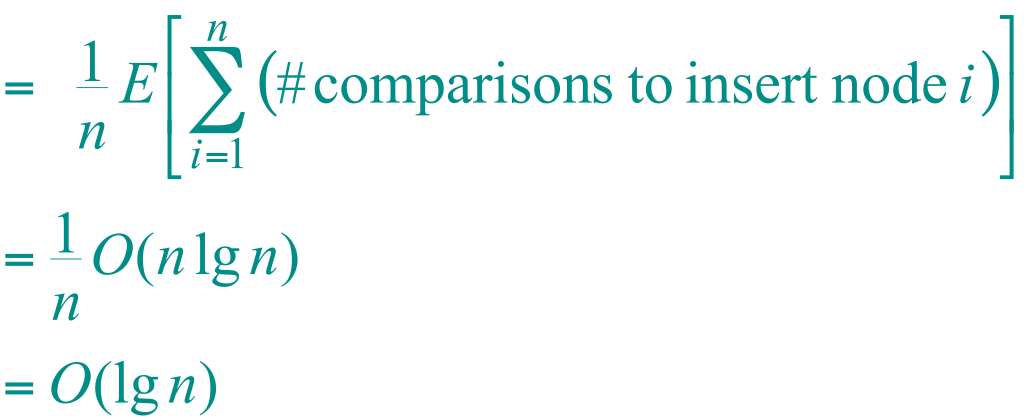 = 1/n E[∑_{i=1}^{n} (# comparisons to insert node i)]
= 1/n O(n lg n)
= O(lg n)